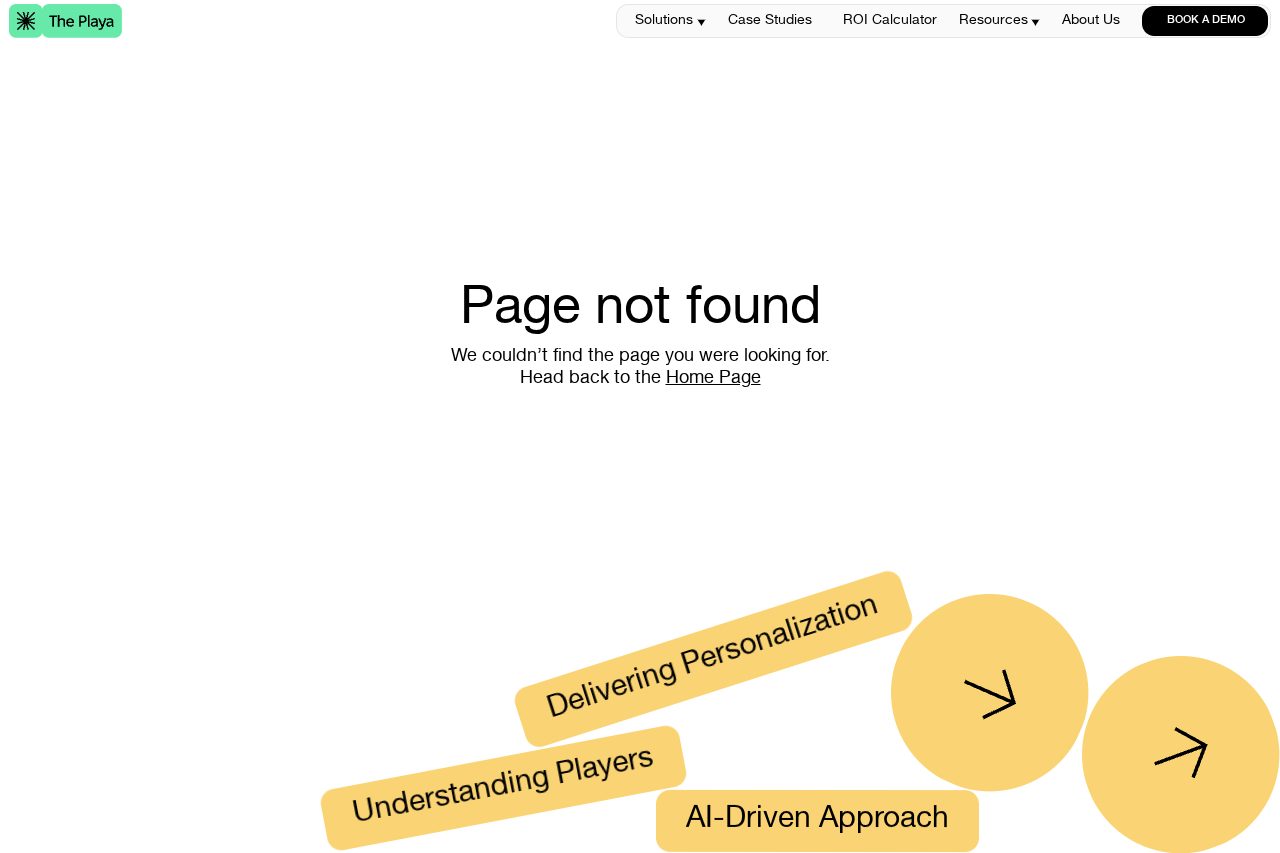 The Playa
Solutions
Case Studies
ROI Calculator
Resources
About Us
BOOK A DEMO
Page not found
We couldn’t find the page you were looking for.
Head back to the Home Page
Delivering Personalization
Understanding Players
AI-Driven Approach